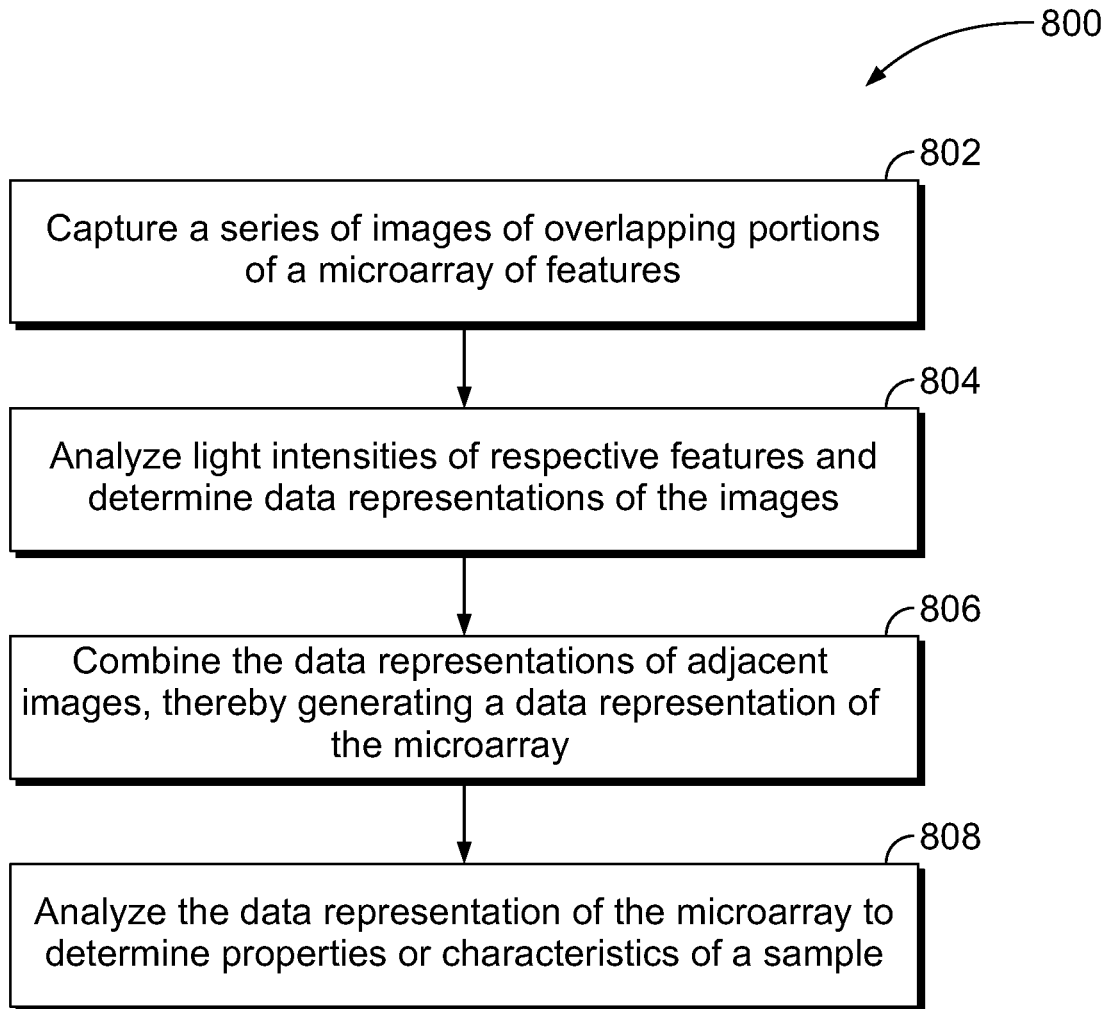 800
802
Capture a series of images of overlapping portions
of a microarray of features
804
Analyze light intensities of respective features and
determine data representations of the images
806
Combine the data representations of adjacent
images, thereby generating a data representation of
the microarray
808
Analyze the data representation of the microarray to
determine properties or characteristics of a sample